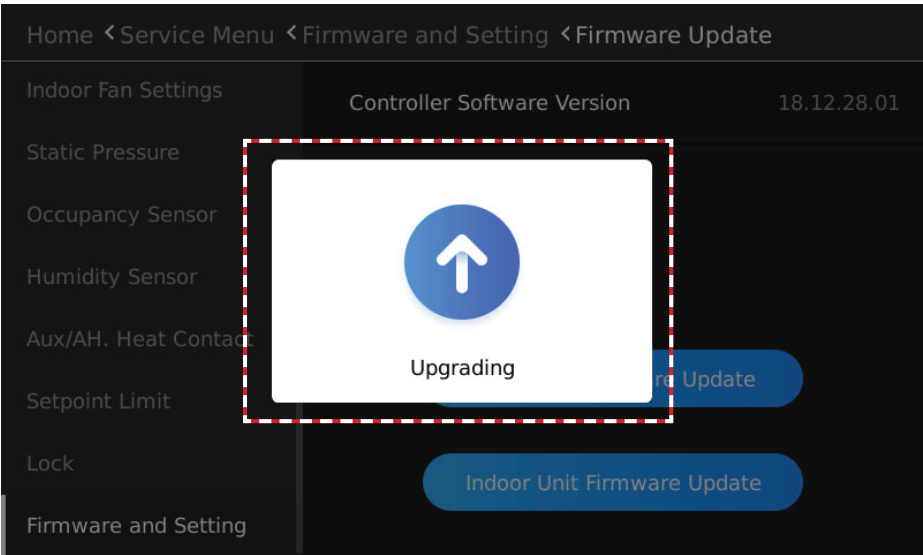 Home < Service Menu < Firmware and Setting < Firmware Update
Indoor Fan Settings
Static Pressure
Occupancy Sensor
Humidity Sensor
Aux/AH. Heat Contact
Setpoint Limit
Lock
Firmware and Setting
Controller Software Version 18.12.28.01
Upgrading
Update
Indoor Unit Firmware Update